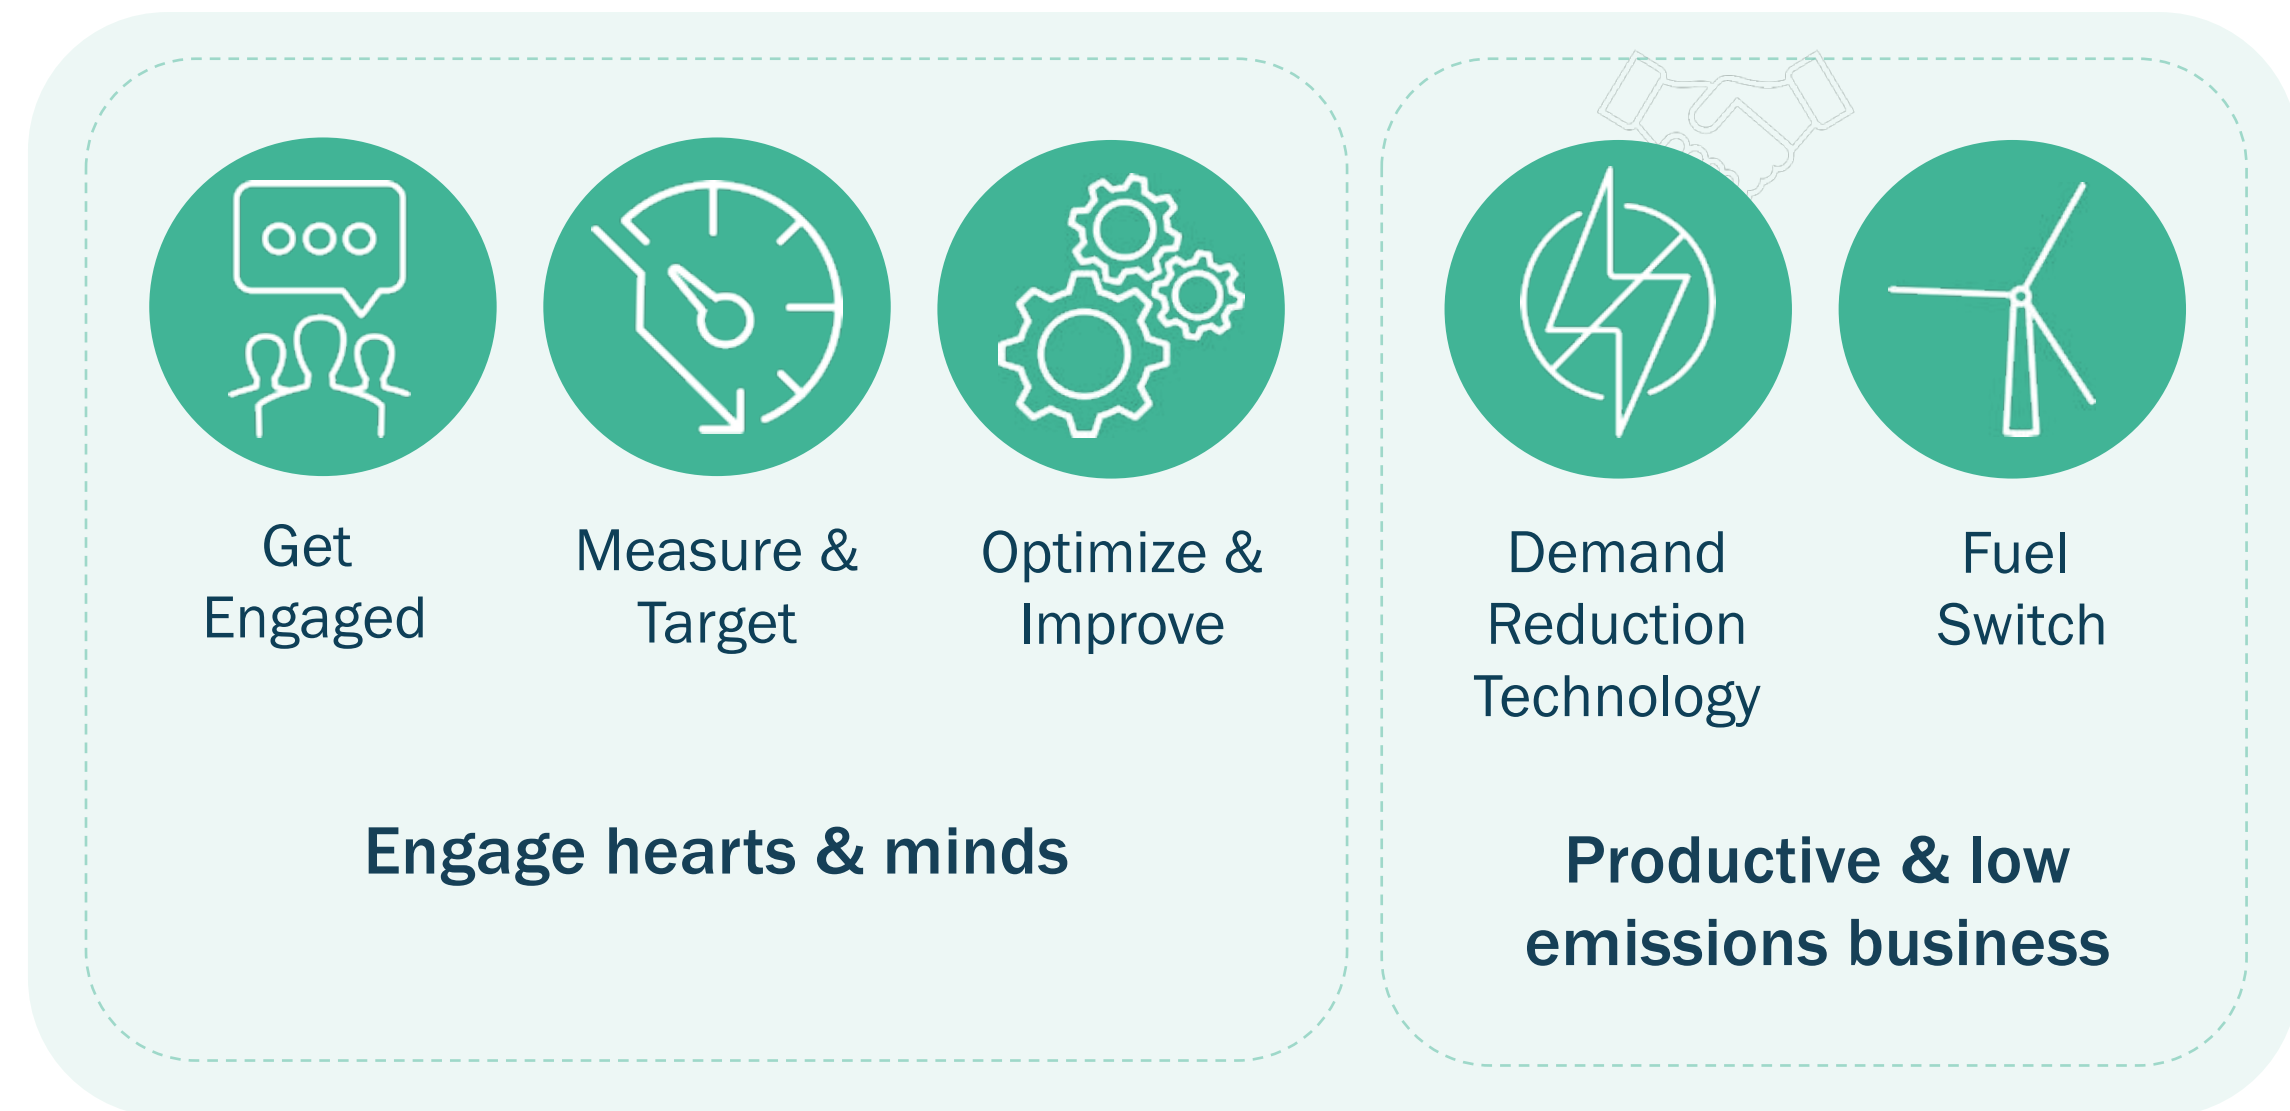 Get
Engaged
Measure &
Target
Optimize &
Improve
Engage hearts & minds
Demand
Reduction
Technology
Fuel
Switch
Productive & low
emissions business